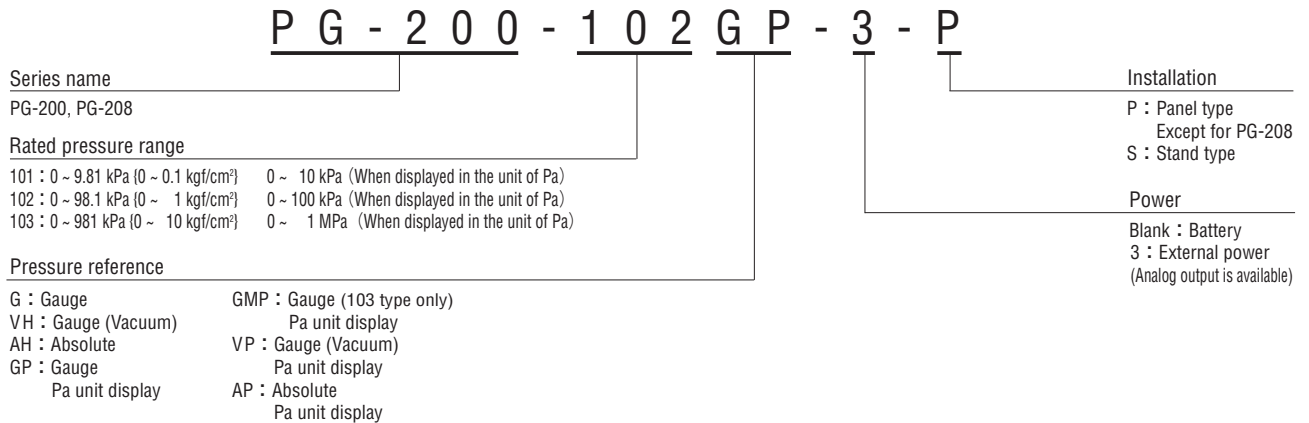 PG-200-102GP-3-P
Series name
PG-200, PG-208
Rated pressure range
101：0 ~ 9.81 kPa {0 ~ 0.1 kgf/cm²} 0 ~ 10 kPa（When displayed in the unit of Pa）
102：0 ~ 98.1 kPa {0 ~ 1 kgf/cm²} 0 ~ 100 kPa（When displayed in the unit of Pa）
103：0 ~ 981 kPa {0 ~ 10 kgf/cm²} 0 ~ 1 MPa（When displayed in the unit of Pa）
Pressure reference
G：Gauge
VH：Gauge (Vacuum)
AH：Absolute
GP：Gauge
Pa unit display
GMP：Gauge (103 type only)
Pa unit display
VP：Gauge (Vacuum)
Pa unit display
AP：Absolute
Pa unit display
Installation
P：Panel type
Except for PG-208
S：Stand type
Power
Blank：Battery
3：External power
(Analog output is available)